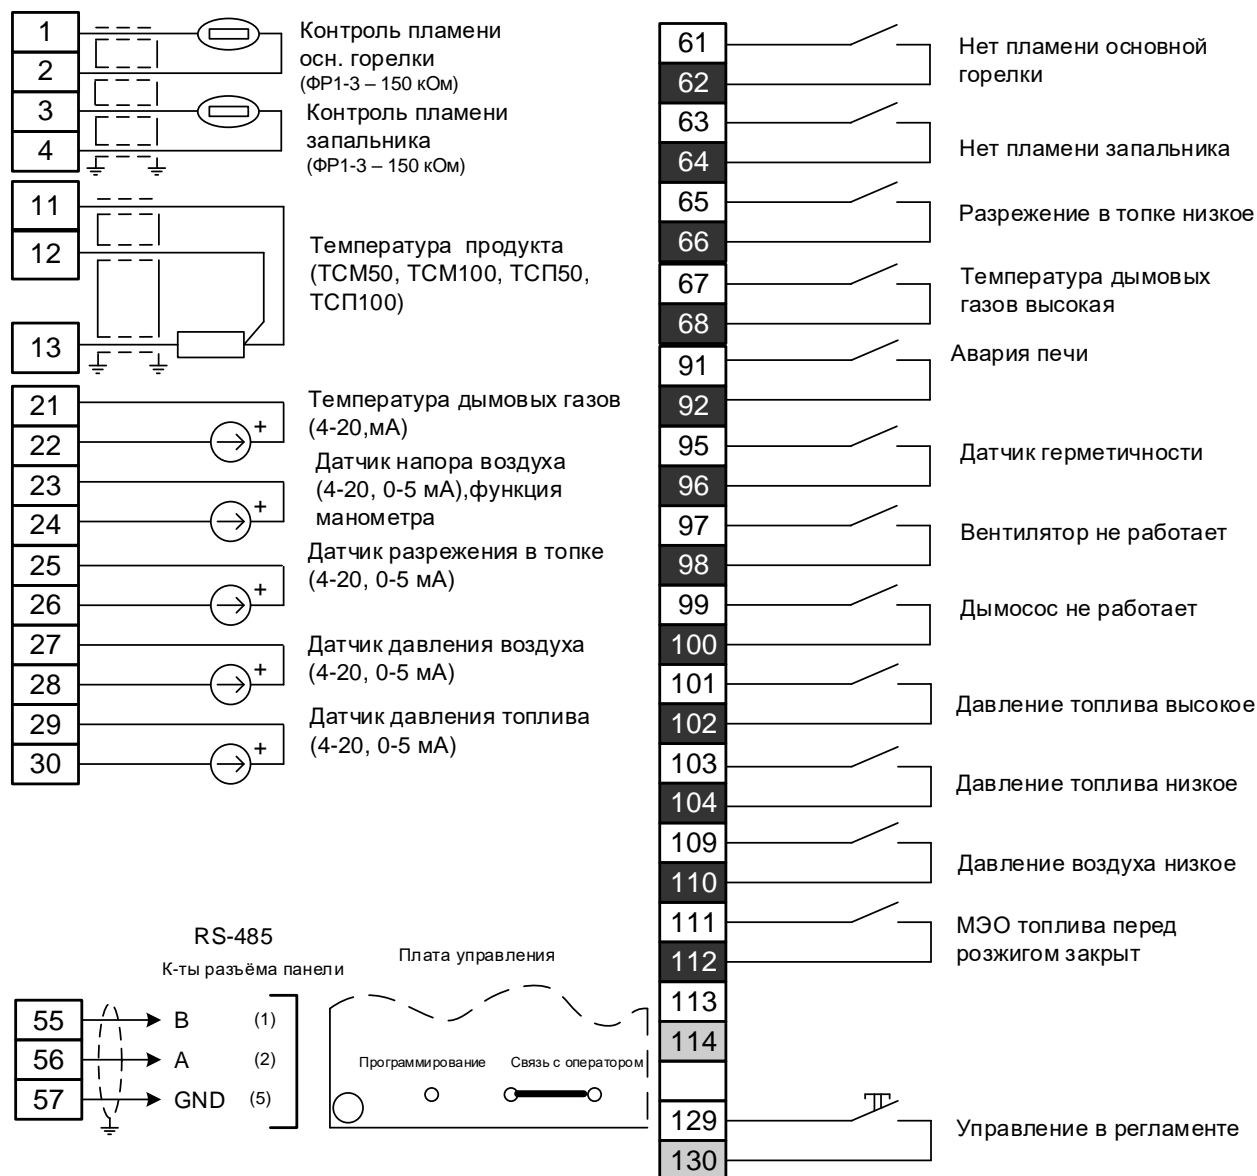 1
2
3
4
Контроль пламени
осн. горелки
(ФР1-3 – 150 кОм)
Контроль пламени
запальника
(ФР1-3 – 150 кОм)
11
12
13
Температура продукта
(ТСМ50, ТСМ100, ТСП50,
ТСП100)
21
22
23
24
25
26
27
28
29
30
+
+
+
+
+
Температура дымовых газов
(4-20,мА)
Датчик напора воздуха
(4-20, 0-5 мА),функция
манометра
Датчик разрежения в топке
(4-20, 0-5 мА)
Датчик давления воздуха
(4-20, 0-5 мА)
Датчик давления топлива
(4-20, 0-5 мА)
RS-485
К-ты разъёма панели
55 B (1)
56 A (2)
57 GND (5)
Плата управления
Программирование
Связь с оператором
61
62
Нет пламени основной
горелки
63
64
Нет пламени запальника
65
66
Разрежение в топке низкое
67
68
Температура дымовых
газов высокая
91
92
Авария печи
95
96
Датчик герметичности
97
98
Вентилятор не работает
99
100
Дымосос не работает
101
102
Давление топлива высокое
103
104
Давление топлива низкое
109
110
Давление воздуха низкое
111
112
МЭО топлива перед
розжигом закрыт
113
114
129
130
Управление в регламенте